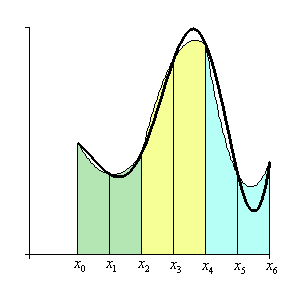 x₀ x₁ x₂ x₃ x₄ x₅ x₆